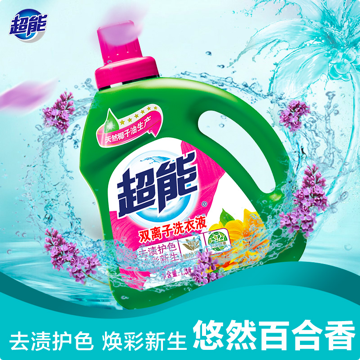 超能
天然椰子油生产
超能
双离子洗衣液
去渍护色
焕彩新生
去渍护色 焕彩新生 悠然百合香